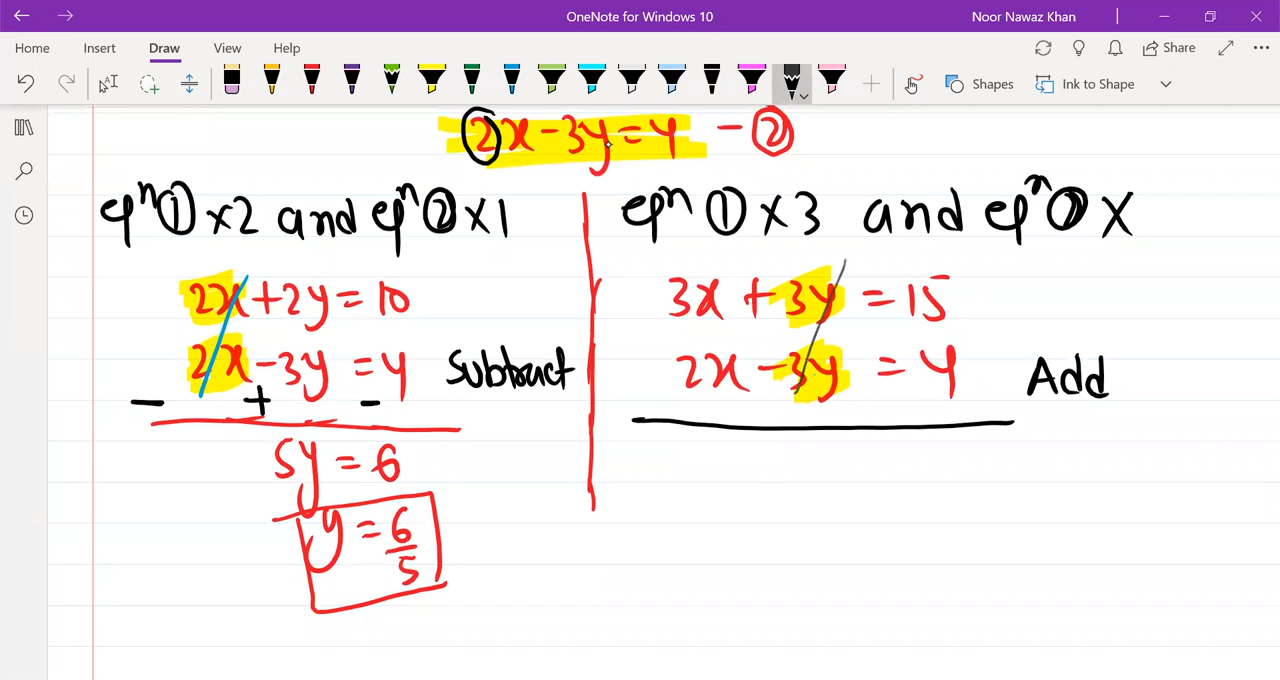 OneNote for Windows 10
Noor Nawaz Khan
Home Insert Draw View Help
Share
Shapes
Ink to Shape
2x - 3y = 4 - ②
eqⁿ ① × 2 and eqⁿ ② × 1
2x + 2y = 10
2x - 3y = 4 Subtract
- + -
5y = 6
y = 6/5
eqⁿ ① × 3 and eqⁿ ②  ×
3x + 3y = 15
2x - 3y = 4 Add